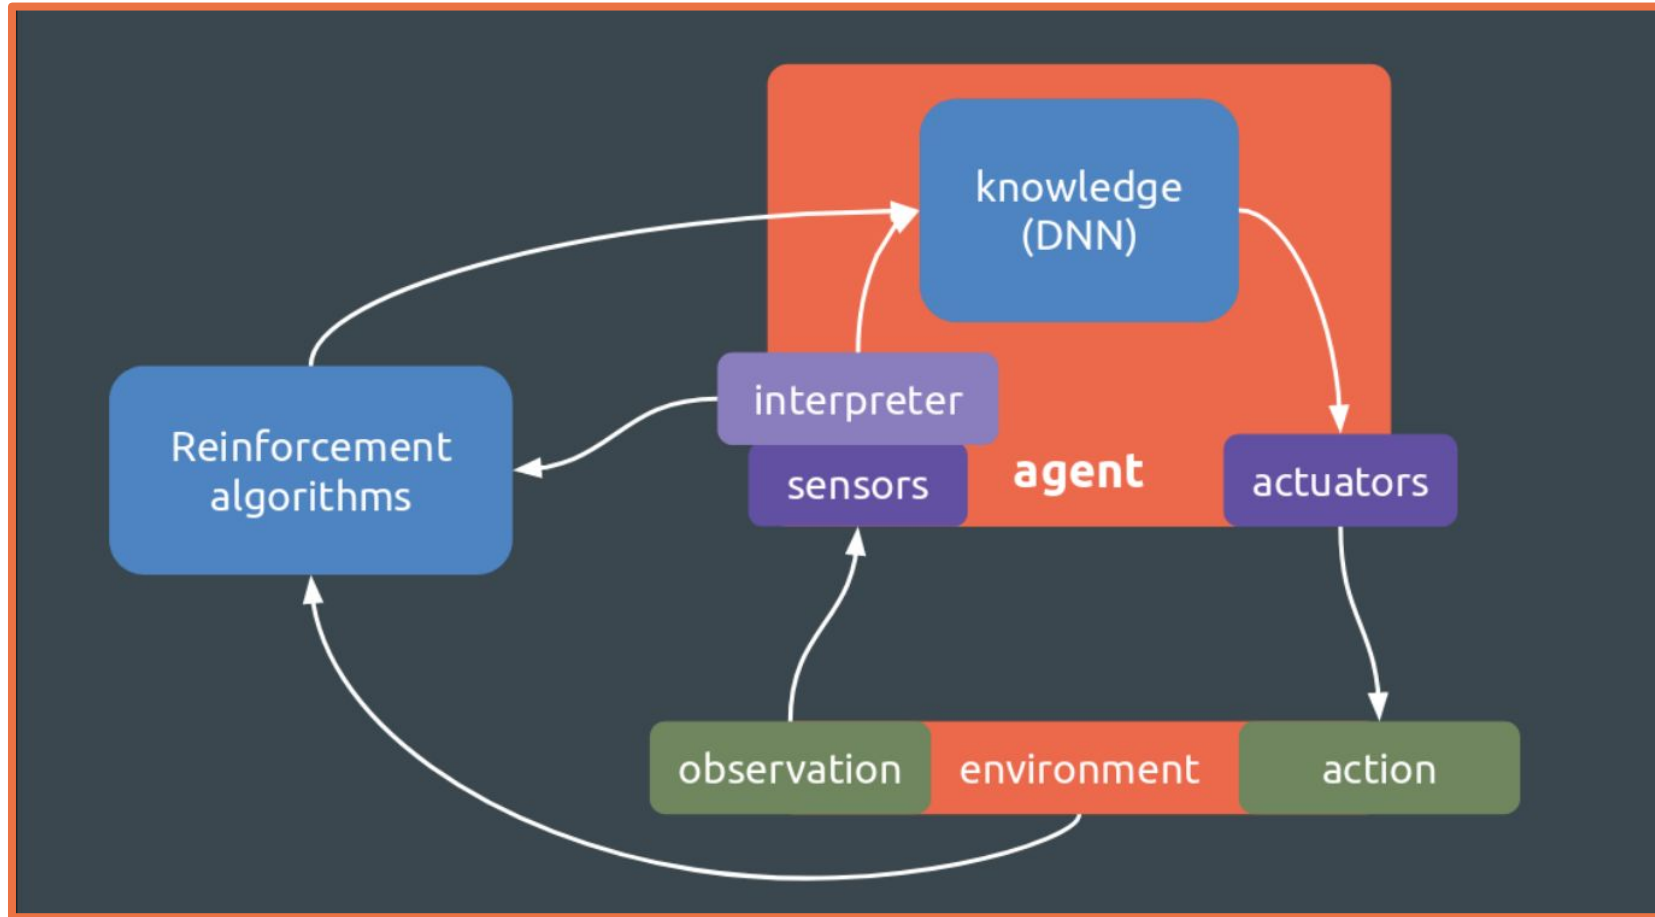 knowledge
(DNN)
interpreter
Reinforcement
algorithms
sensors
agent
actuators
observation
environment
action